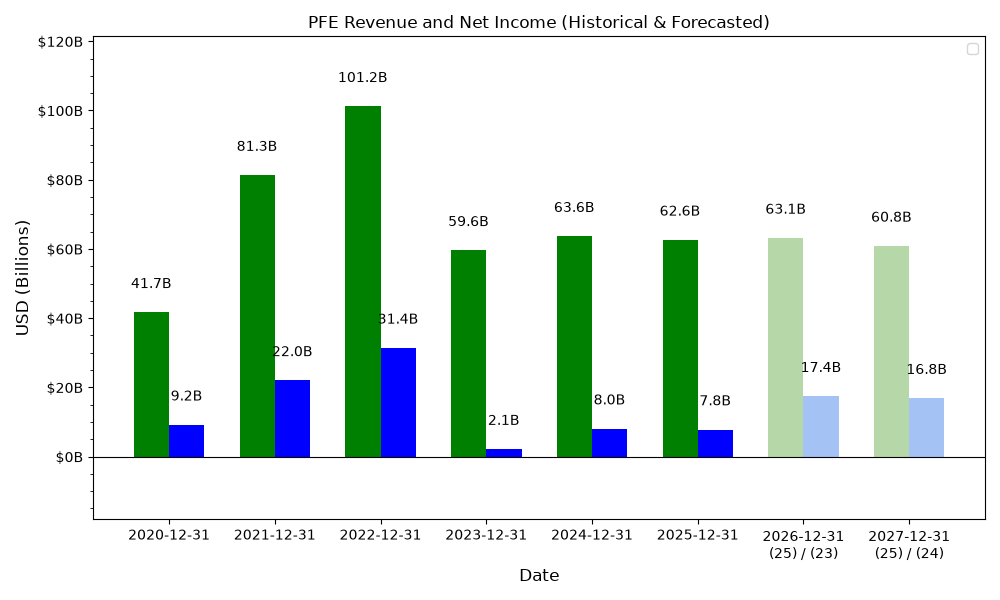 PFE Revenue and Net Income (Historical & Forecasted)
$120B
$100B
$80B
$60B
$40B
$20B
$0B
USD (Billions)
41.7B
9.2B
81.3B
22.0B
101.2B
31.4B
59.6B
2.1B
63.6B
8.0B
62.6B
7.8B
63.1B
17.4B
60.8B
16.8B
2020-12-31
2021-12-31
2022-12-31
2023-12-31
2024-12-31
2025-12-31
2026-12-31
(25) / (23)
2027-12-31
(25) / (24)
Date